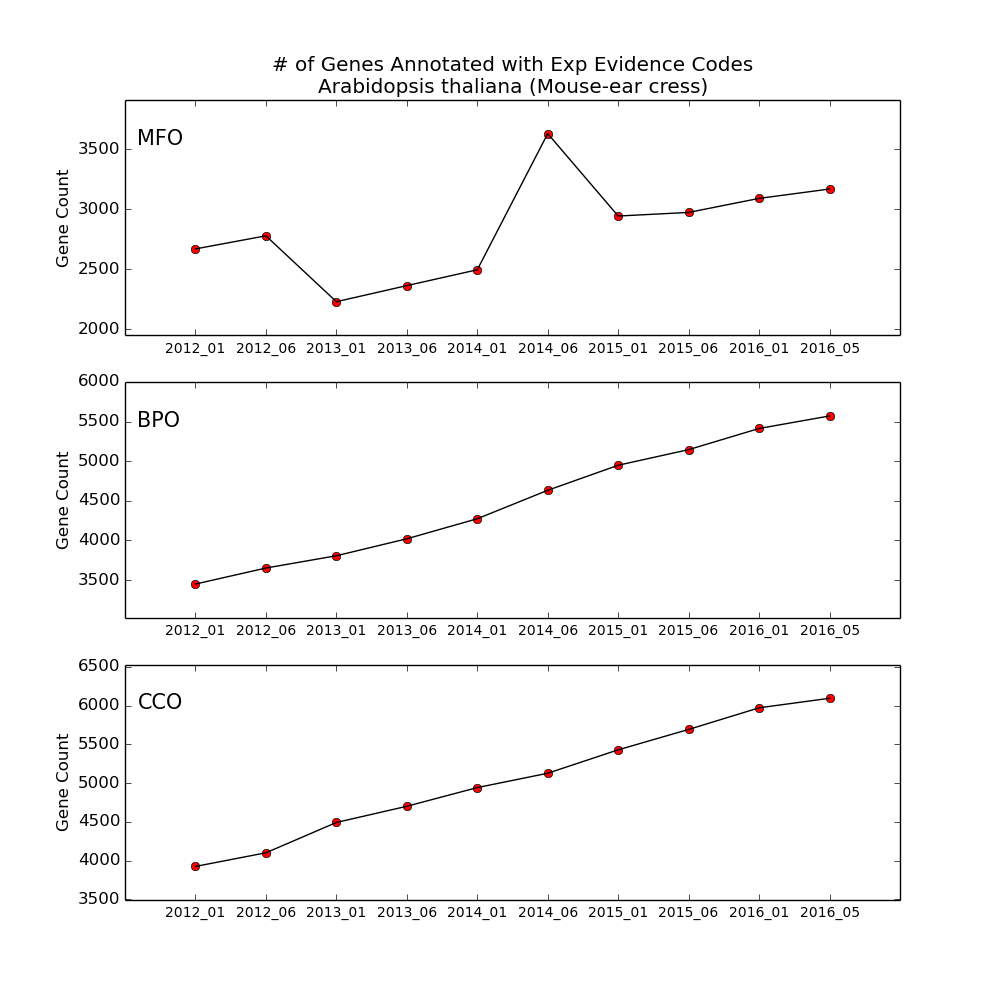 # of Genes Annotated with Exp Evidence Codes
Arabidopsis thaliana (Mouse-ear cress)
MFO
Gene Count
3500
3000
2500
2000
2012_01 2012_06 2013_01 2013_06 2014_01 2014_06 2015_01 2015_06 2016_01 2016_05
BPO
Gene Count
6000
5500
5000
4500
4000
3500
2012_01 2012_06 2013_01 2013_06 2014_01 2014_06 2015_01 2015_06 2016_01 2016_05
CCO
Gene Count
6500
6000
5500
5000
4500
4000
3500
2012_01 2012_06 2013_01 2013_06 2014_01 2014_06 2015_01 2015_06 2016_01 2016_05